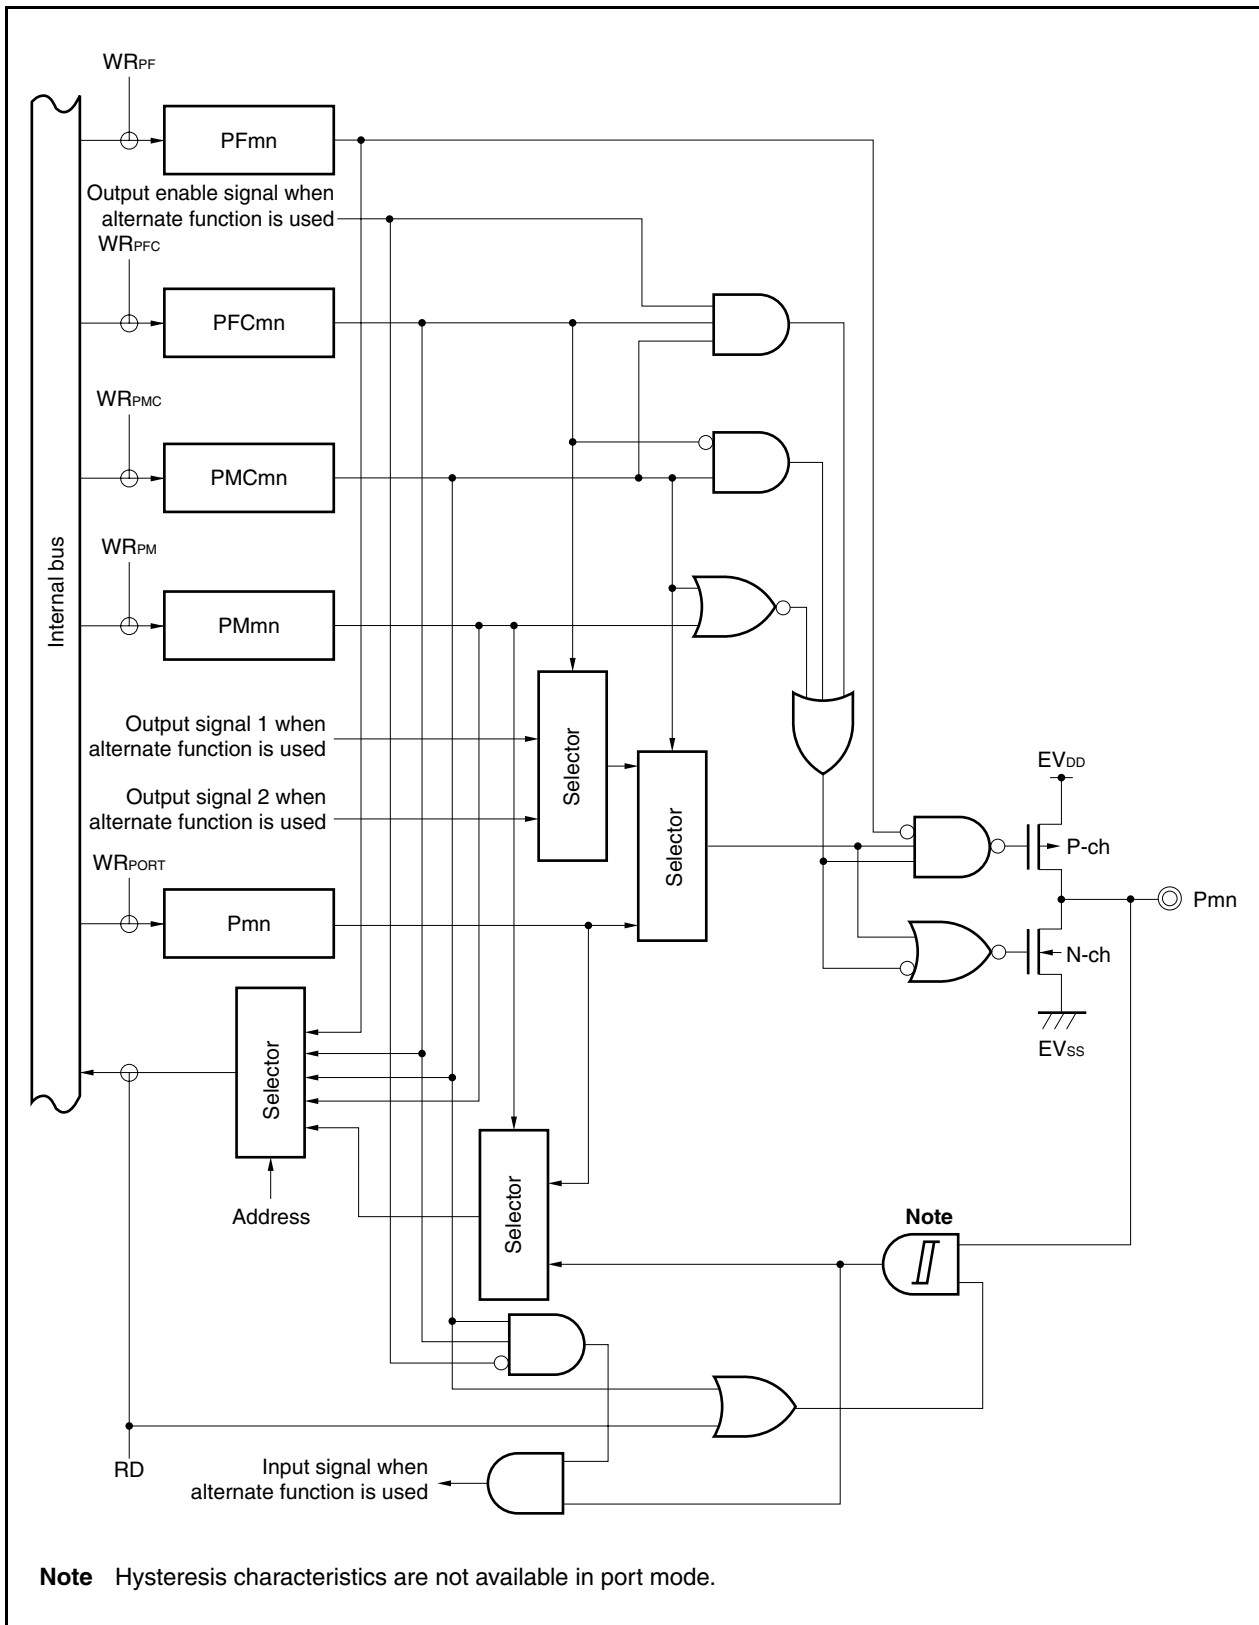 WRPF
PFmn
Output enable signal when
alternate function is used
WRPFC
PFCmn
WRPMC
PMCmn
WRPM
PMmn
Internal bus
Output signal 1 when
alternate function is used
Output signal 2 when
alternate function is used
Selector
Selector
WRPORT
Pmn
EVDD
P-ch
Pmn
N-ch
EVSS
Selector
Address
Selector
Note
RD
Input signal when
alternate function is used
Note Hysteresis characteristics are not available in port mode.